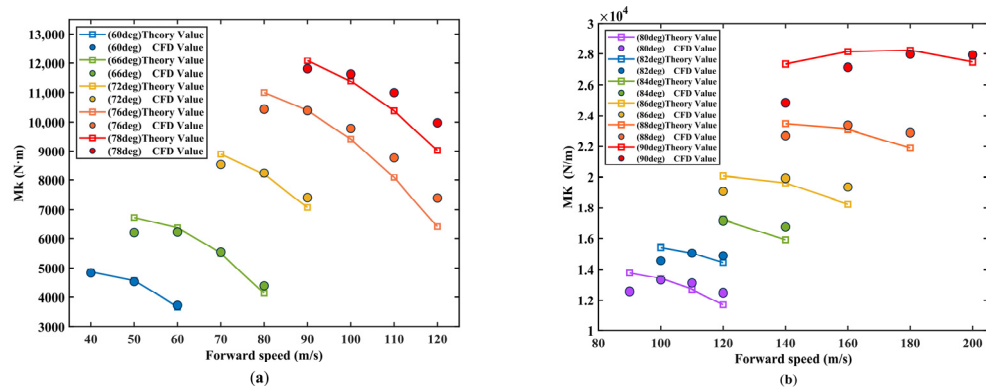 13,000
12,000
11,000
10,000
9000
8000
7000
6000
5000
4000
3000
Mk (N·m)
(60deg)Theory Value
(60deg) CFD Value
(66deg)Theory Value
(66deg) CFD Value
(72deg)Theory Value
(72deg) CFD Value
(76deg)Theory Value
(76deg) CFD Value
(78deg)Theory Value
(78deg) CFD Value
40 50 60 70 80 90 100 110 120
Forward speed (m/s)
(a)
3 ×10⁴
2.8
2.6
2.4
2.2
2
1.8
1.6
1.4
1.2
1
MK (N/m)
(80deg)Theory Value
(80deg) CFD Value
(82deg)Theory Value
(82deg) CFD Value
(84deg)Theory Value
(84deg) CFD Value
(86deg)Theory Value
(86deg) CFD Value
(88deg)Theory Value
(88deg) CFD Value
(90deg)Theory Value
(90deg) CFD Value
80 100 120 140 160 180 200
Forward speed (m/s)
(b)